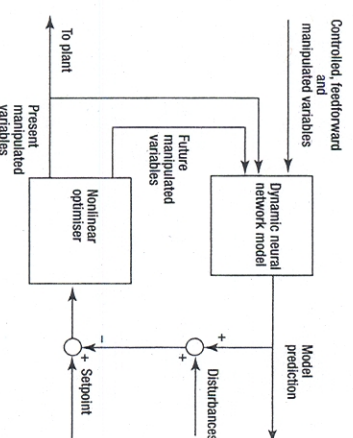 Controlled, feedforward
and
manipulated variables
Dynamic neural
network model
Model
prediction
To plant
Future
manipulated
variables
Present
manipulated
variables
Nonlinear
optimiser
+
+
Disturbances
−
+
Setpoint